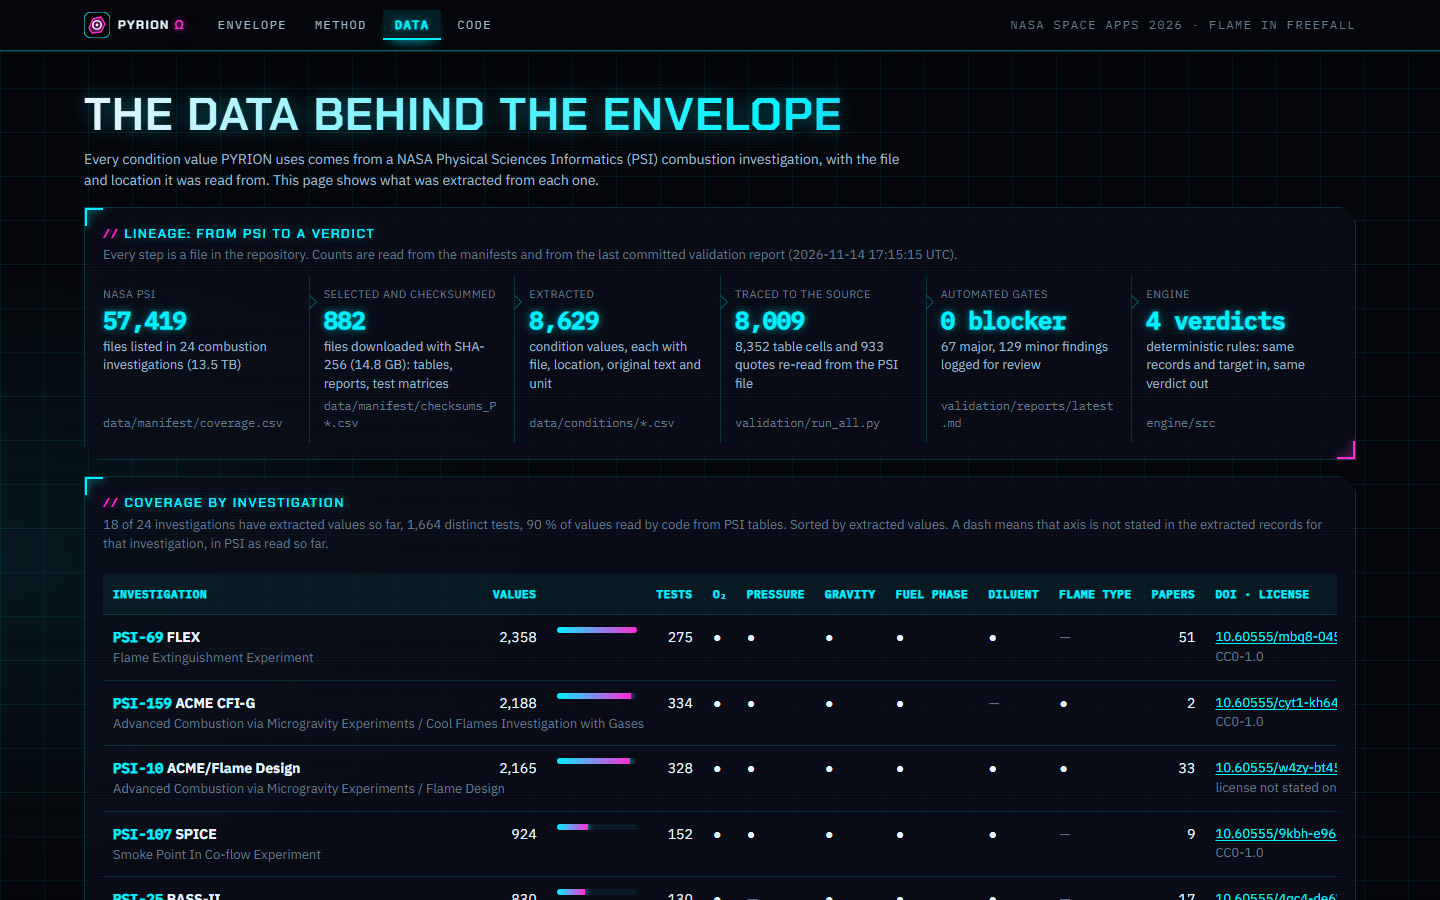 PYRION Ω ENVELOPE METHOD DATA CODE NASA SPACE APPS 2026 · FLAME IN FREEFALL
THE DATA BEHIND THE ENVELOPE
Every condition value PYRION uses comes from a NASA Physical Sciences Informatics (PSI) combustion investigation, with the file
and location it was read from. This page shows what was extracted from each one.
// LINEAGE: FROM PSI TO A VERDICT
Every step is a file in the repository. Counts are read from the manifests and from the last committed validation report (2026-11-14 17:15:15 UTC).
NASA PSI
57,419
files listed in 24 combustion
investigations (13.5 TB)
data/manifest/coverage.csv
SELECTED AND CHECKSUMMED
882
files downloaded with SHA-
256 (14.8 GB): tables,
reports, test matrices
data/manifest/checksums_P
*.csv
EXTRACTED
8,629
condition values, each with
file, location, original text and
unit
data/conditions/*.csv
TRACED TO THE SOURCE
8,009
8,352 table cells and 933
quotes re-read from the PSI
file
validation/run_all.py
AUTOMATED GATES
0 blocker
67 major, 129 minor findings
logged for review
validation/reports/latest
.md
ENGINE
4 verdicts
deterministic rules: same
records and target in, same
verdict out
engine/src
// COVERAGE BY INVESTIGATION
18 of 24 investigations have extracted values so far, 1,664 distinct tests, 90 % of values read by code from PSI tables. Sorted by extracted values. A dash means that axis is not stated in the extracted records for
that investigation, in PSI as read so far.
INVESTIGATION VALUES TESTS O₂ PRESSURE GRAVITY FUEL PHASE DILUENT FLAME TYPE PAPERS DOI · LICENSE
PSI-69 FLEX 2,358 275 ● ● ● ● ● — 51 10.60555/mbq8-045
Flame Extinguishment Experiment CC0-1.0
PSI-159 ACME CFI-G 2,188 334 ● ● ● ● — ● 2 10.60555/cyt1-kh64
Advanced Combustion via Microgravity Experiments / Cool Flames Investigation with Gases CC0-1.0
PSI-10 ACME/Flame Design 2,165 328 ● ● ● ● ● ● 33 10.60555/w4zy-bt45
Advanced Combustion via Microgravity Experiments / Flame Design license not stated on
PSI-107 SPICE 924 152 ● ● ● ● ● — 9 10.60555/9kbh-e96
Smoke Point In Co-flow Experiment CC0-1.0
PSI-25 BASS-II 830 130 ● — ● ● ● — 17